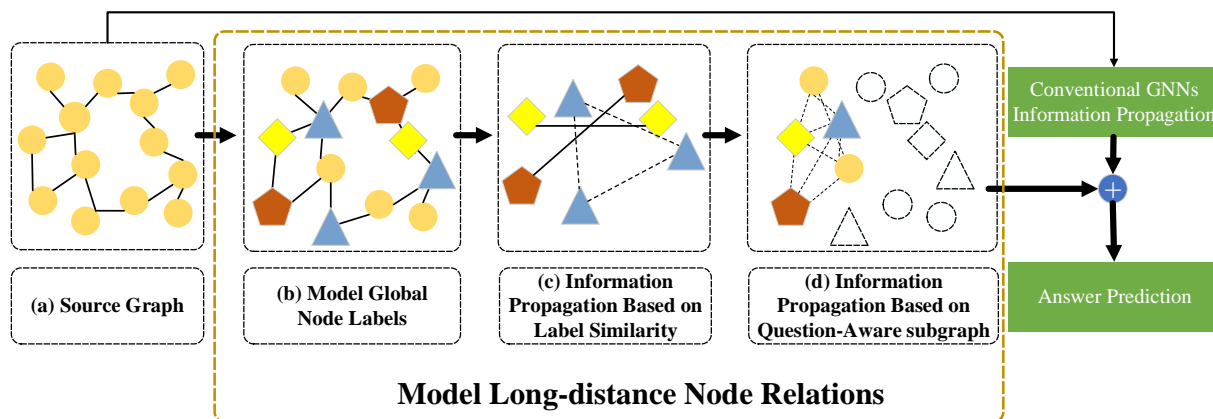 Conventional GNNs
Information Propagation
+
(a) Source Graph
(b) Model Global
Node Labels
(c) Information
Propagation Based on
Label Similarity
(d) Information
Propagation Based on
Question-Aware subgraph
Answer Prediction
Model Long-distance Node Relations